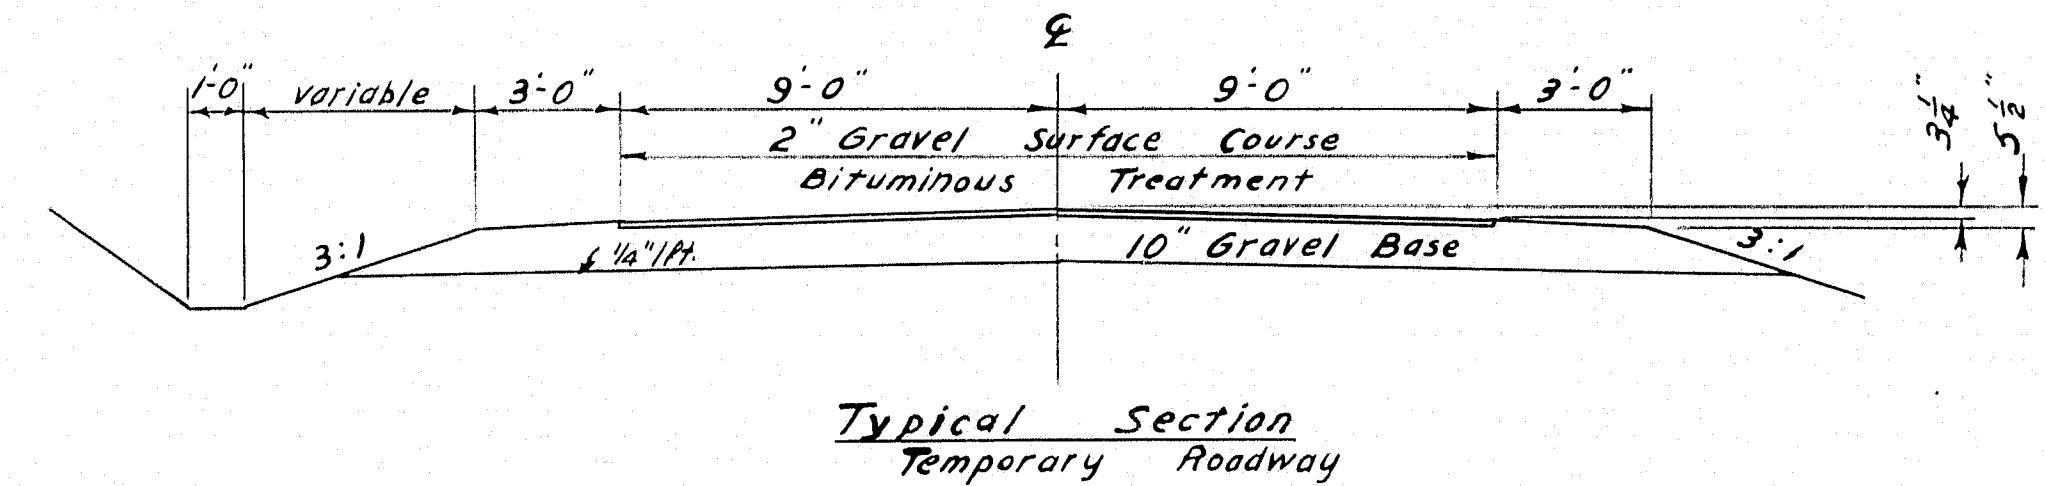 ℄
1'-0" variable 3'-0" 9'-0" 9'-0" 3'-0" 3 1/4" 5 1/2"
2" Gravel Surface Course
Bituminous Treatment
3:1 1/4"/ft. 10" Gravel Base 3:1
Typical Section
Temporary Roadway